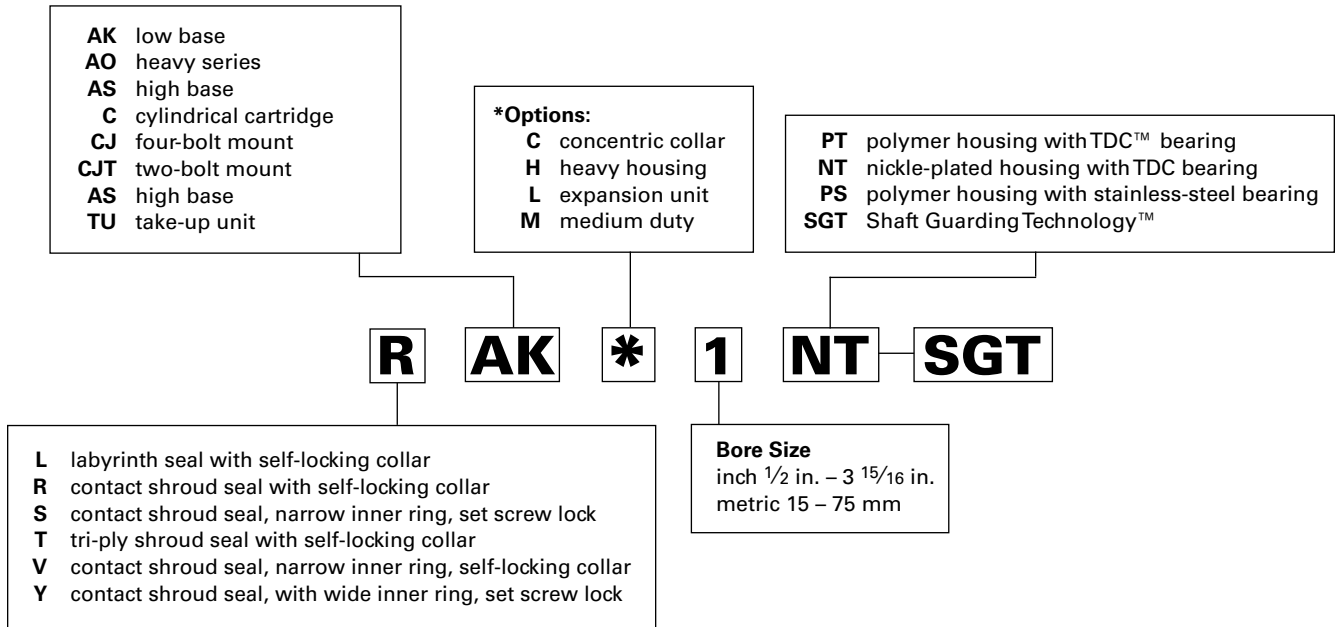 AK low base
AO heavy series
AS high base
C cylindrical cartridge
CJ four-bolt mount
CJT two-bolt mount
AS high base
TU take-up unit
*Options:
C concentric collar
H heavy housing
L expansion unit
M medium duty
PT polymer housing with TDC™ bearing
NT nickle-plated housing with TDC bearing
PS polymer housing with stainless-steel bearing
SGT Shaft Guarding Technology™
R AK * 1 NT SGT
L labyrinth seal with self-locking collar
R contact shroud seal with self-locking collar
S contact shroud seal, narrow inner ring, set screw lock
T tri-ply shroud seal with self-locking collar
V contact shroud seal, narrow inner ring, self-locking collar
Y contact shroud seal, with wide inner ring, set screw lock
Bore Size
inch 1/2 in. – 3 15/16 in.
metric 15 – 75 mm